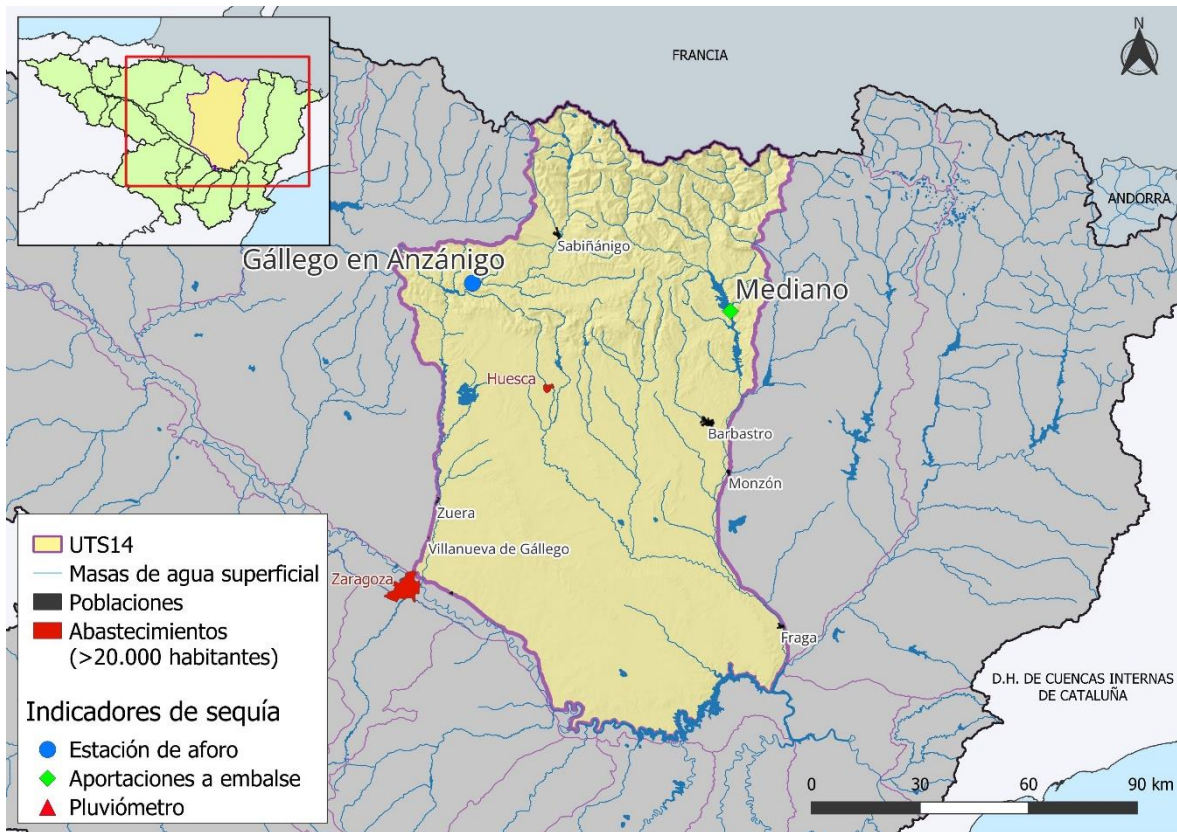 FRANCIA
N
ANDORRA
Sabiñánigo
Gállego en Anzánigo
Mediano
Huesca
Barbastro
Monzón
Zuera
Villanueva de Gállego
Zaragoza
Fraga
D.H. DE CUENCAS INTERNAS
DE CATALUÑA
UTS14
Masas de agua superficial
Poblaciones
Abastecimientos
(>20.000 habitantes)
Indicadores de sequía
Estación de aforo
Aportaciones a embalse
Pluviómetro
0 30 60 90 km